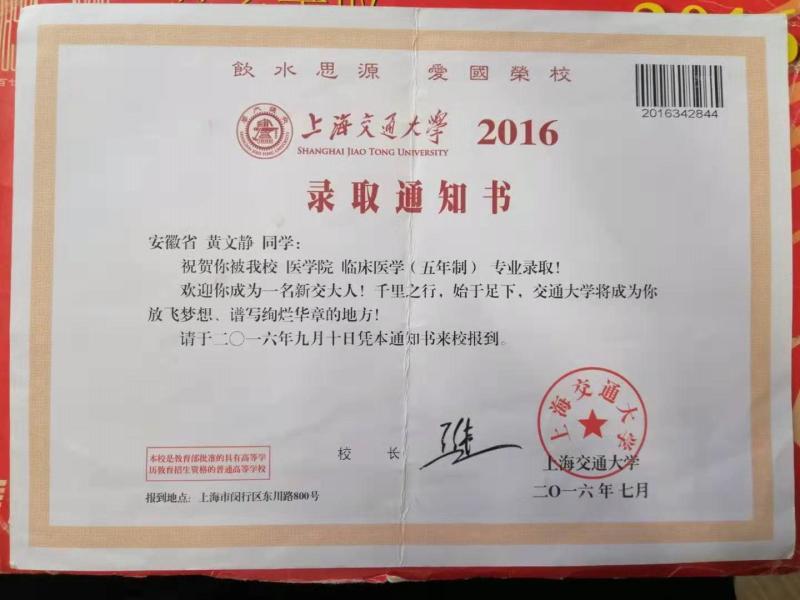 飲水思源 愛國榮校
2016342844
上海交通大学 2016
SHANGHAI JIAO TONG UNIVERSITY
录取通知书
安徽省 黄文静 同学：
祝贺你被我校 医学院 临床医学（五年制） 专业录取！
欢迎你成为一名新交大人！千里之行，始于足下，交通大学将成为你
放飞梦想、谱写绚烂华章的地方！
请于二〇一六年九月十日凭本通知书来校报到。
上海交通大学
校 长
本校是教育部批准的具有高等学
历教育招生资格的普通高等学校
上海交通大学
二〇一六年七月
报到地点：上海市闵行区东川路800号